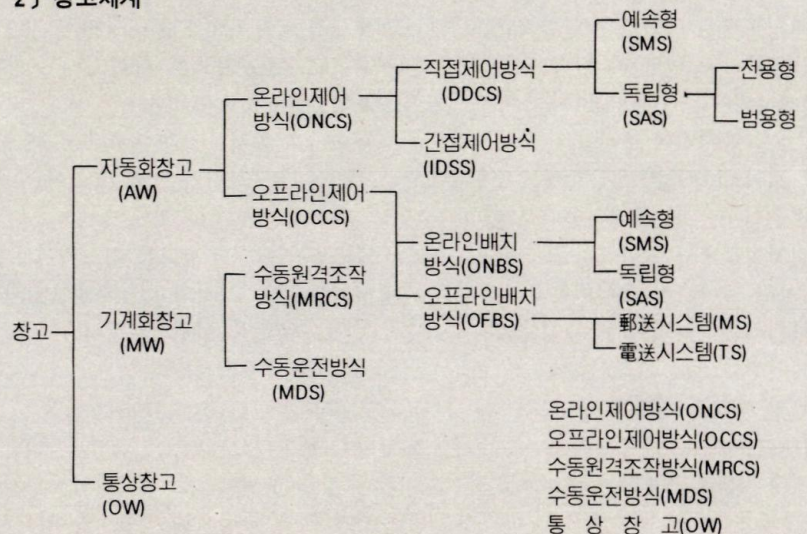 2) 창고체계
예속형
(SMS)
직접제어방식
(DDCS)
전용형
독립형
(SAS)
범용형
온라인제어
방식(ONCS)
간접제어방식
(IDSS)
자동화창고
(AW)
오프라인제어
방식(OCCS)
예속형
(SMS)
온라인배치
방식(ONBS)
독립형
(SAS)
수동원격조작
방식(MRCS)
오프라인배치
방식(OFBS)
郵送시스템(MS)
電送시스템(TS)
창고
기계화창고
(MW)
수동운전방식
(MDS)
통상창고
(OW)
온라인제어방식(ONCS)
오프라인제어방식(OCCS)
수동원격조작방식(MRCS)
수동운전방식(MDS)
통 상 창 고(OW)